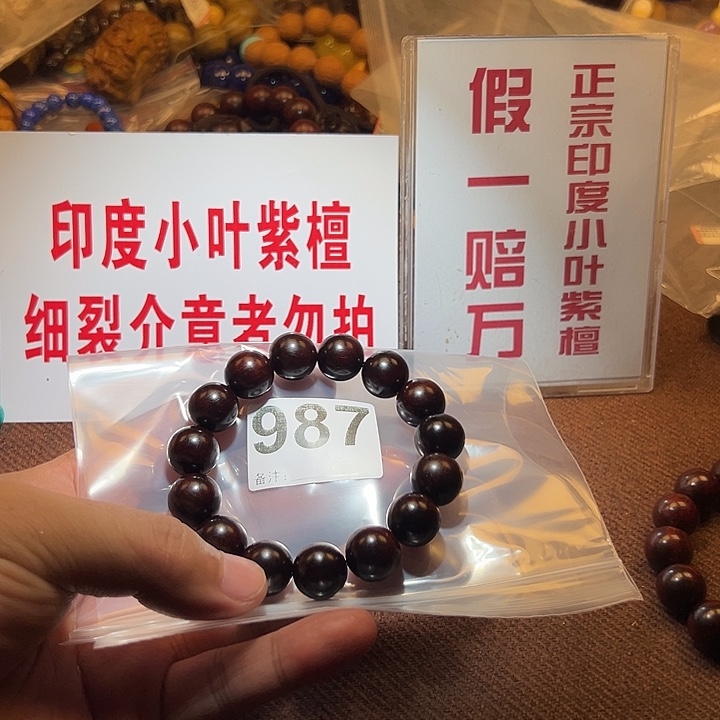 印度小叶紫檀
细裂介意者勿拍
正宗印度小叶紫檀
假一赔万
987
备注：